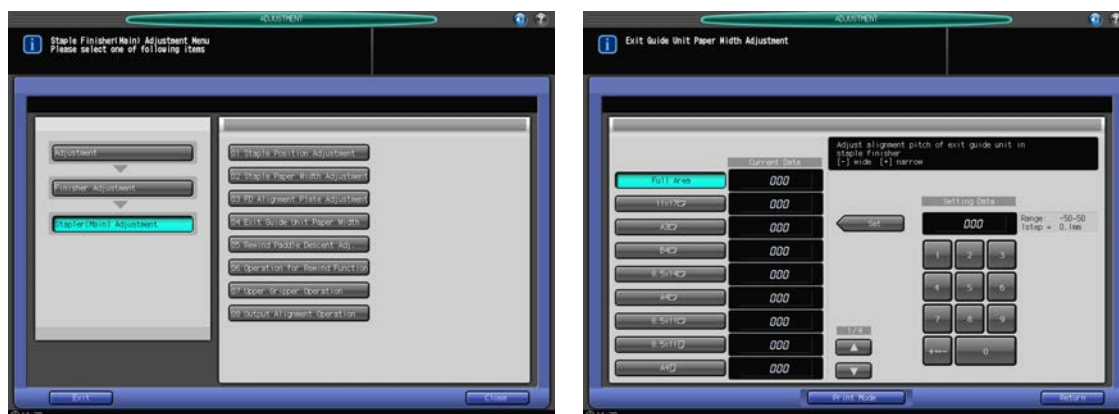 ADJUSTMENT
Staple Finisher(Main) Adjustment Menu
Please select one of following items
Adjustment
Finisher Adjustment
Stapler(Main) Adjustment
01 Staple Position Adjustment
02 Staple Paper Width Adjustment
03 FD Alignment Plate Adjustment
04 Exit Guide Unit Paper Width
05 Rewind Paddle Descent Adj.
06 Operation for Rewind Function
07 Upper Gripper Operation
08 Output Alignment Operation
Exit
Close
ADJUSTMENT
Exit Guide Unit Paper Width Adjustment
Adjust alignment pitch of exit guide unit in
staple finisher
[-] wide [+] narrow
Current Data
Full Area 000
11x17 000
A3 000
B4 000
8.5x14 000
A4 000
8.5x11 000
8.5x11 000
A4 000
Set
Setting Data
000
Range: -50-50
1step = 0.1mm
1 2 3
4 5 6
7 8 9
0
1/4
Print Mode
Return